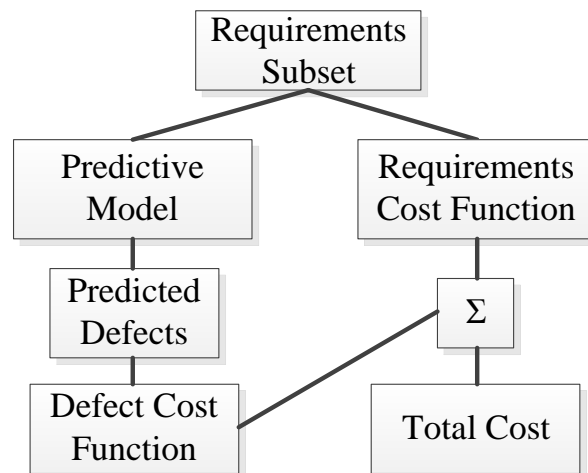 Requirements
Subset
Predictive
Model
Requirements
Cost Function
Predicted
Defects
Σ
Defect Cost
Function
Total Cost